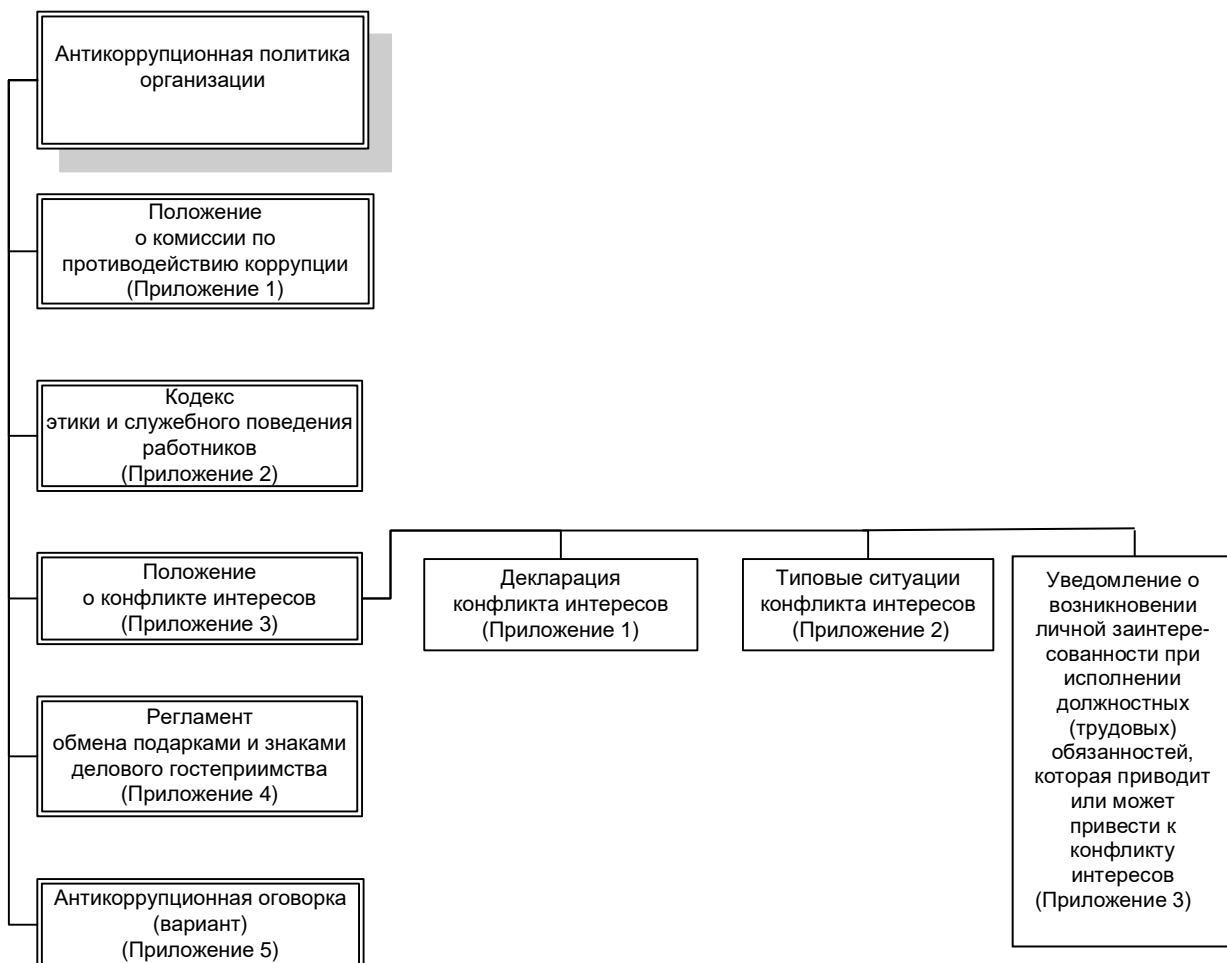 Антикоррупционная политика
организации
Положение
о комиссии по
противодействию коррупции
(Приложение 1)
Кодекс
этики и служебного поведения
работников
(Приложение 2)
Положение
о конфликте интересов
(Приложение 3)
Декларация
конфликта интересов
(Приложение 1)
Типовые ситуации
конфликта интересов
(Приложение 2)
Уведомление о
возникновении
личной заинтере-
сованности при
исполнении
должностных
(трудовых)
обязанностей,
которая приводит
или может
привести к
конфликту
интересов
(Приложение 3)
Регламент
обмена подарками и знаками
делового гостеприимства
(Приложение 4)
Антикоррупционная оговорка
(вариант)
(Приложение 5)